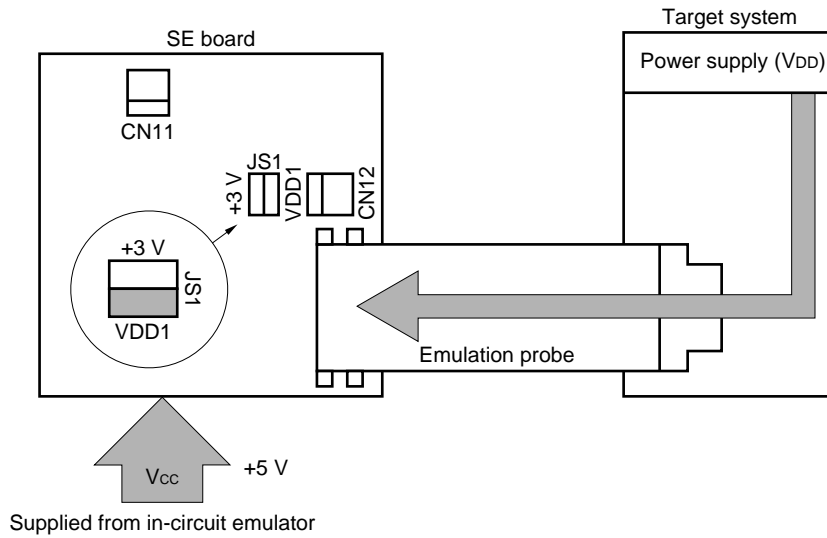 Target system
SE board
Power supply (VDD)
CN11
JS1
+3 V
VDD1
CN12
+3 V
JS1
VDD1
Emulation probe
VCC
+5 V
Supplied from in-circuit emulator